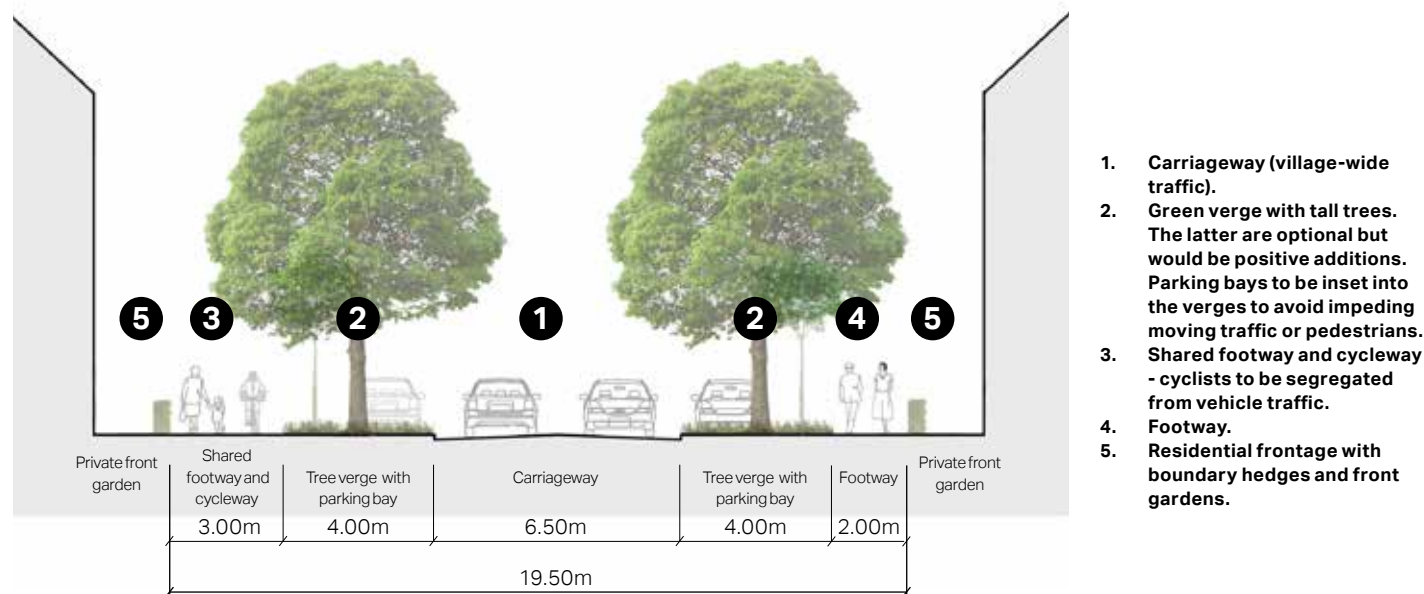 5
3
2
1
2
4
5
Private front
garden
Shared
footway and
cycleway
Tree verge with
parking bay
Carriageway
Tree verge with
parking bay
Footway
Private front
garden
3.00m
4.00m
6.50m
4.00m
2.00m
19.50m
1. Carriageway (village-wide
traffic).
2. Green verge with tall trees.
The latter are optional but
would be positive additions.
Parking bays to be inset into
the verges to avoid impeding
moving traffic or pedestrians.
3. Shared footway and cycleway
- cyclists to be segregated
from vehicle traffic.
4. Footway.
5. Residential frontage with
boundary hedges and front
gardens.